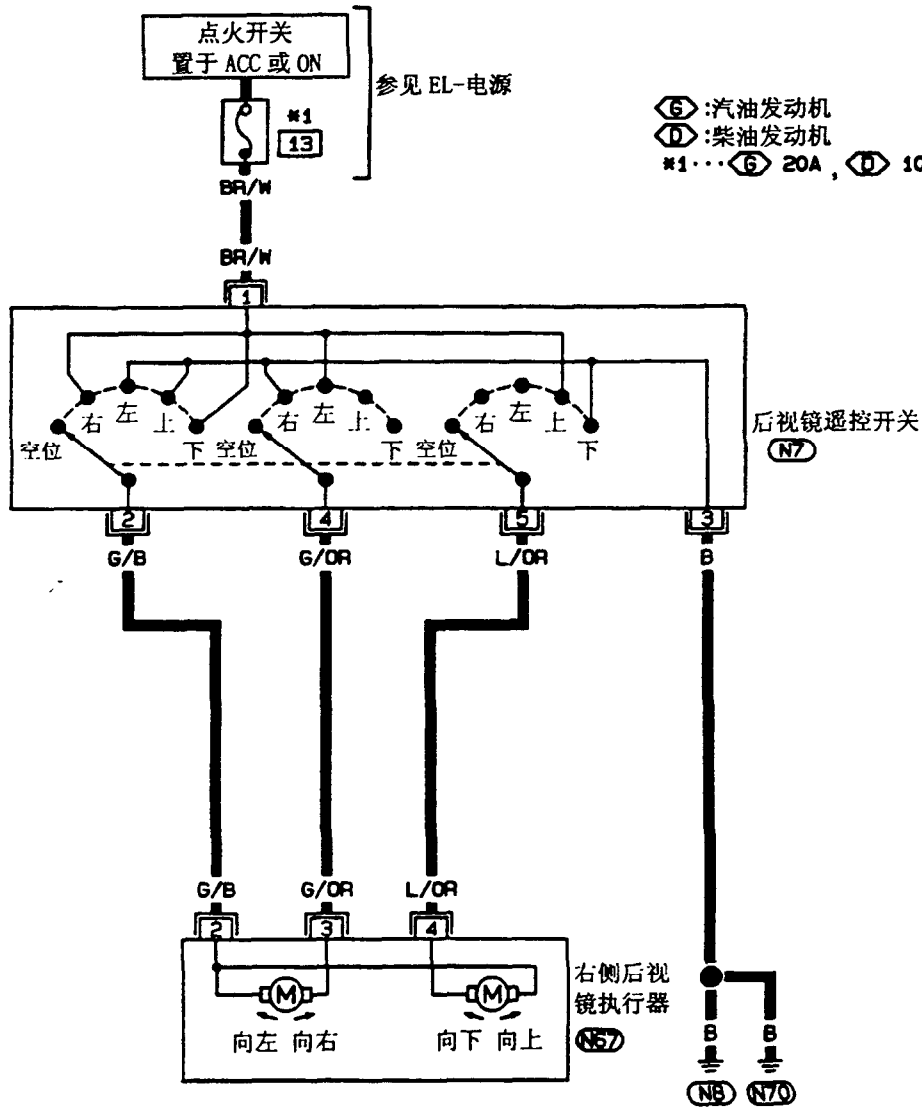 点火开关
置于 ACC 或 ON
参见 EL-电源
*1
13
G :汽油发动机
D :柴油发动机
*1··· G 20A , D 10
BR/W
BR/W
1
右 左 上 下 空位
右 左 上 下 空位
右 左 上 下 空位
后视镜遥控开关
N7
2 4 5 3
G/B G/OR L/OR B
G/B G/OR L/OR
2 3 4
M M
向左 向右 向下 向上
右侧后视
镜执行器
N67
B B
N8 N70